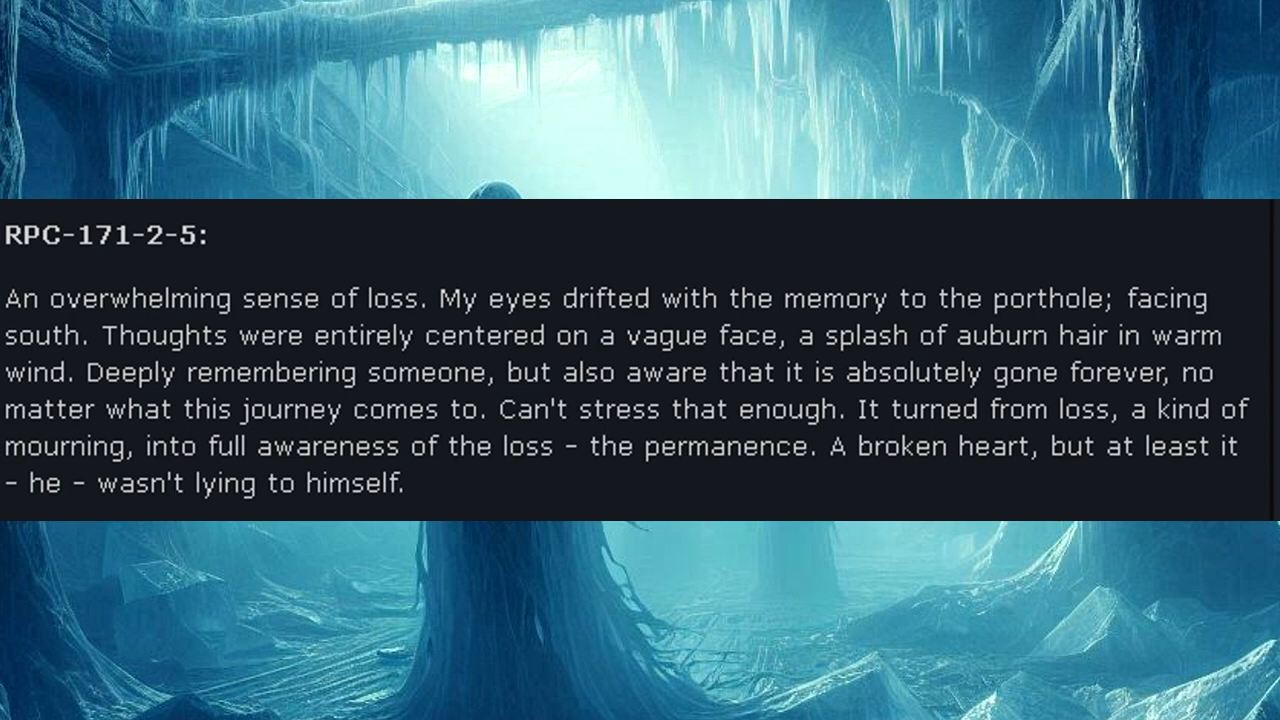 RPC-171-2-5:
An overwhelming sense of loss. My eyes drifted with the memory to the porthole; facing
south. Thoughts were entirely centered on a vague face, a splash of auburn hair in warm
wind. Deeply remembering someone, but also aware that it is absolutely gone forever, no
matter what this journey comes to. Can't stress that enough. It turned from loss, a kind of
mourning, into full awareness of the loss – the permanence. A broken heart, but at least it
– he – wasn't lying to himself.